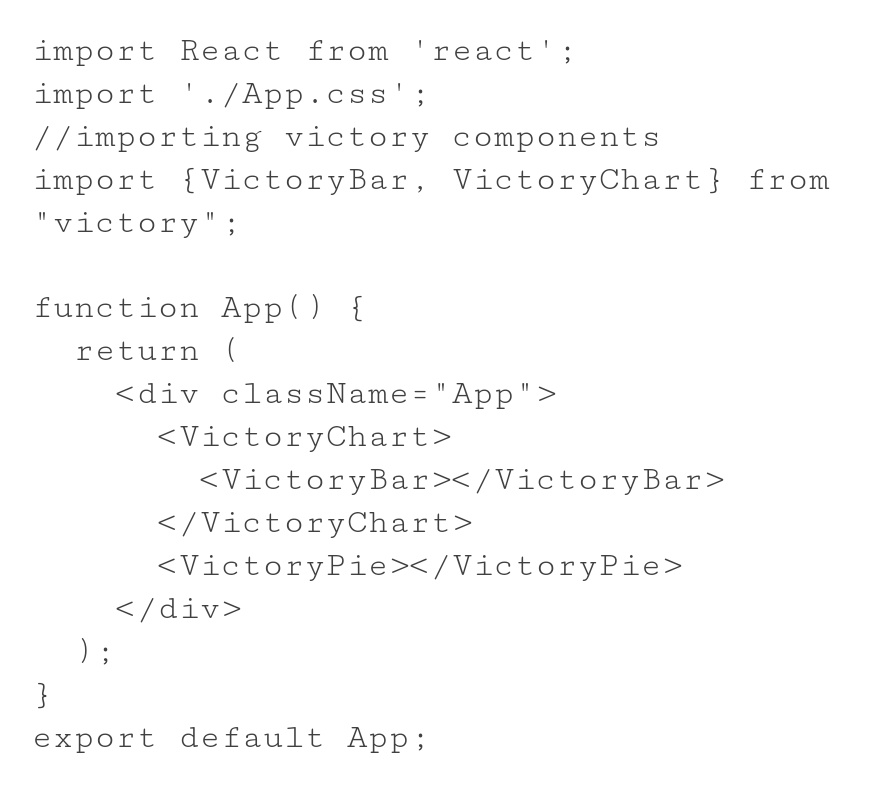 import React from 'react';
import './App.css';
//importing victory components
import {VictoryBar, VictoryChart} from
"victory";

function App() {
  return (
    <div className="App">
      <VictoryChart>
        <VictoryBar></VictoryBar>
      </VictoryChart>
      <VictoryPie></VictoryPie>
    </div>
  );
}
export default App;